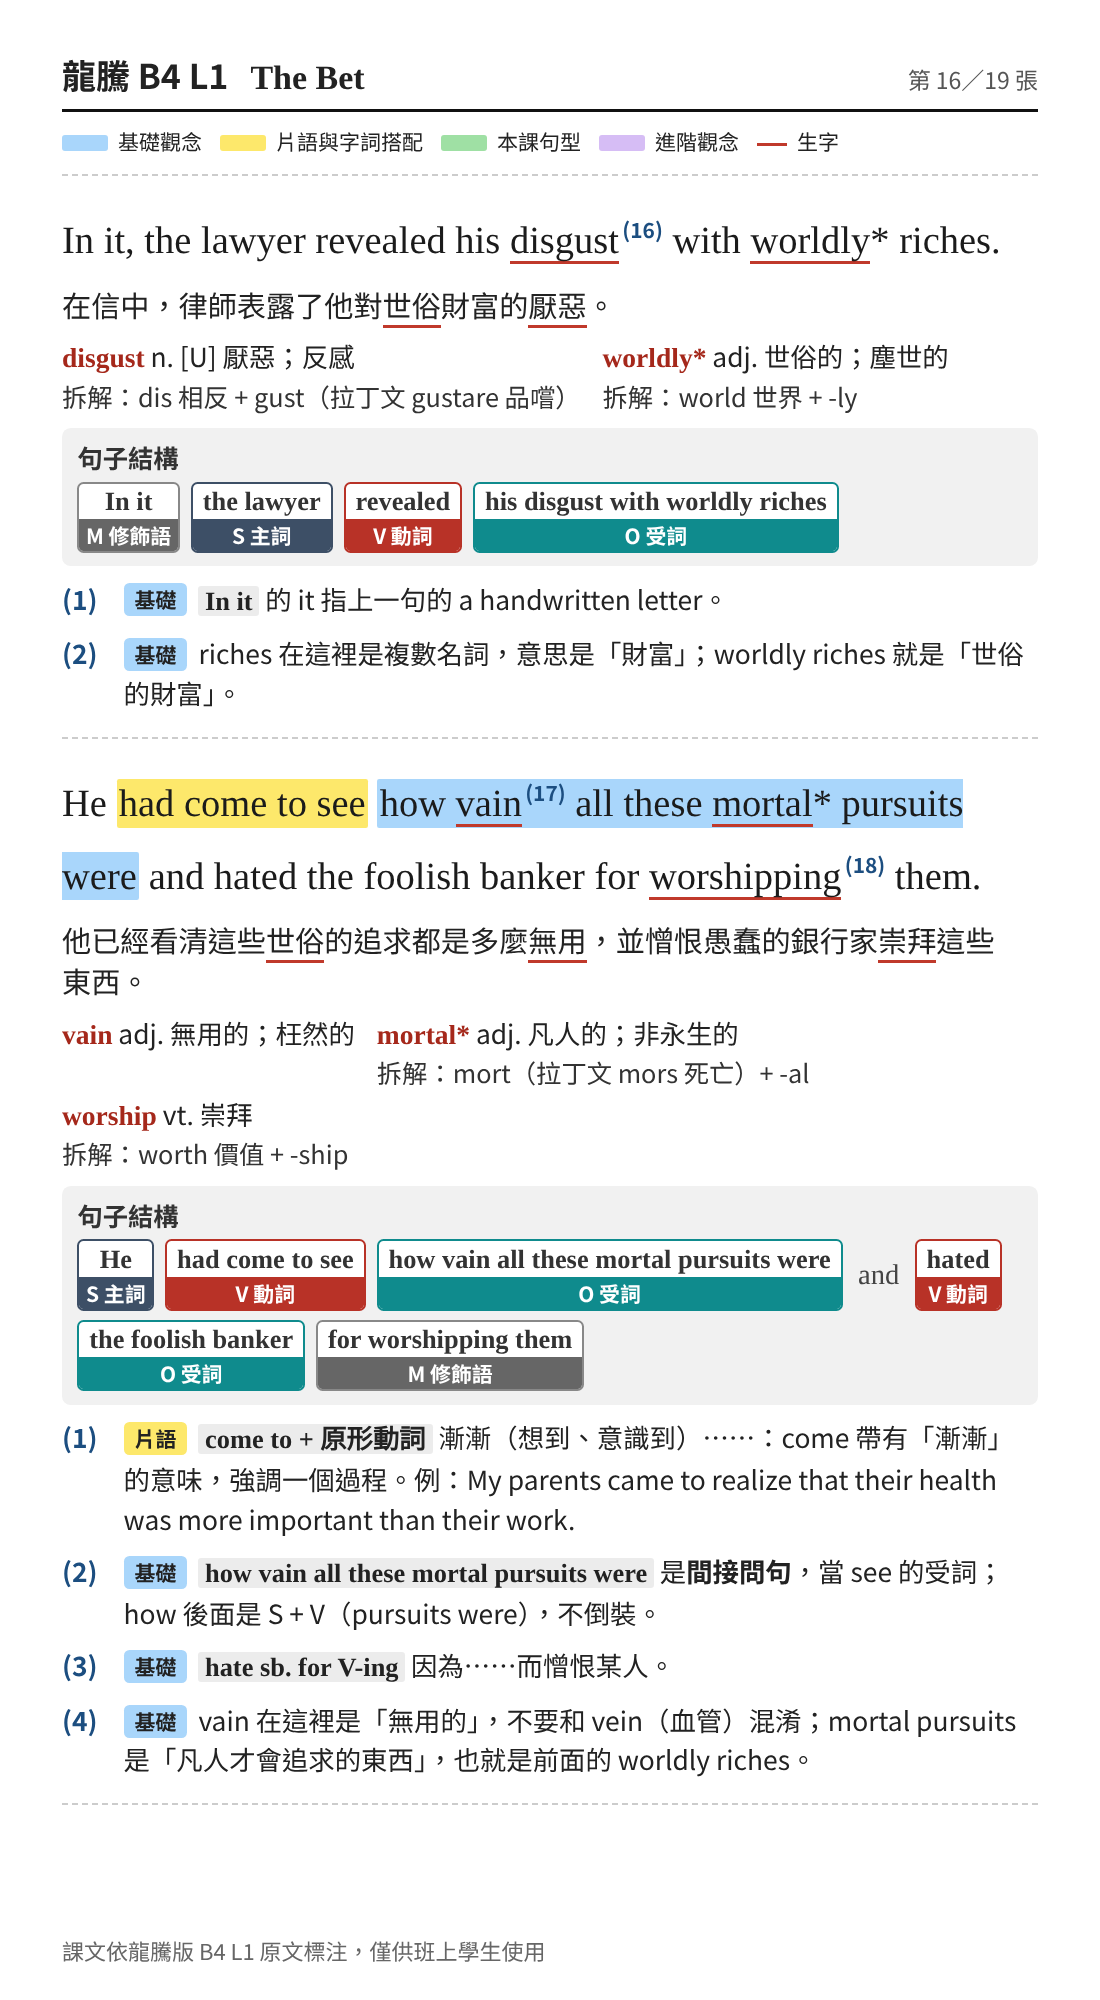 龍騰 B4 L1 The Bet
第 16／19 張
基礎觀念 片語與字詞搭配 本課句型 進階觀念 生字
In it, the lawyer revealed his disgust(16) with worldly* riches.
在信中，律師表露了他對世俗財富的厭惡。
disgust n. [U] 厭惡；反感 worldly* adj. 世俗的；塵世的
拆解：dis 相反 + gust（拉丁文 gustare 品嚐） 拆解：world 世界 + -ly
句子結構
In it the lawyer revealed his disgust with worldly riches
M 修飾語 S 主詞 V 動詞 O 受詞
(1) 基礎 In it 的 it 指上一句的 a handwritten letter。
(2) 基礎 riches 在這裡是複數名詞，意思是「財富」；worldly riches 就是「世俗
的財富」。
He had come to see how vain(17) all these mortal* pursuits
were and hated the foolish banker for worshipping(18) them.
他已經看清這些世俗的追求都是多麼無用，並憎恨愚蠢的銀行家崇拜這些
東西。
vain adj. 無用的；枉然的 mortal* adj. 凡人的；非永生的
拆解：mort（拉丁文 mors 死亡）+ -al
worship vt. 崇拜
拆解：worth 價值 + -ship
句子結構
He had come to see how vain all these mortal pursuits were and hated
S 主詞 V 動詞 O 受詞 V 動詞
the foolish banker for worshipping them
O 受詞 M 修飾語
(1) 片語 come to + 原形動詞 漸漸（想到、意識到）⋯⋯：come 帶有「漸漸」
的意味，強調一個過程。例：My parents came to realize that their health
was more important than their work.
(2) 基礎 how vain all these mortal pursuits were 是間接問句，當 see 的受詞；
how 後面是 S + V（pursuits were），不倒裝。
(3) 基礎 hate sb. for V-ing 因為⋯⋯而憎恨某人。
(4) 基礎 vain 在這裡是「無用的」，不要和 vein（血管）混淆；mortal pursuits
是「凡人才會追求的東西」，也就是前面的 worldly riches。
課文依龍騰版 B4 L1 原文標注，僅供班上學生使用